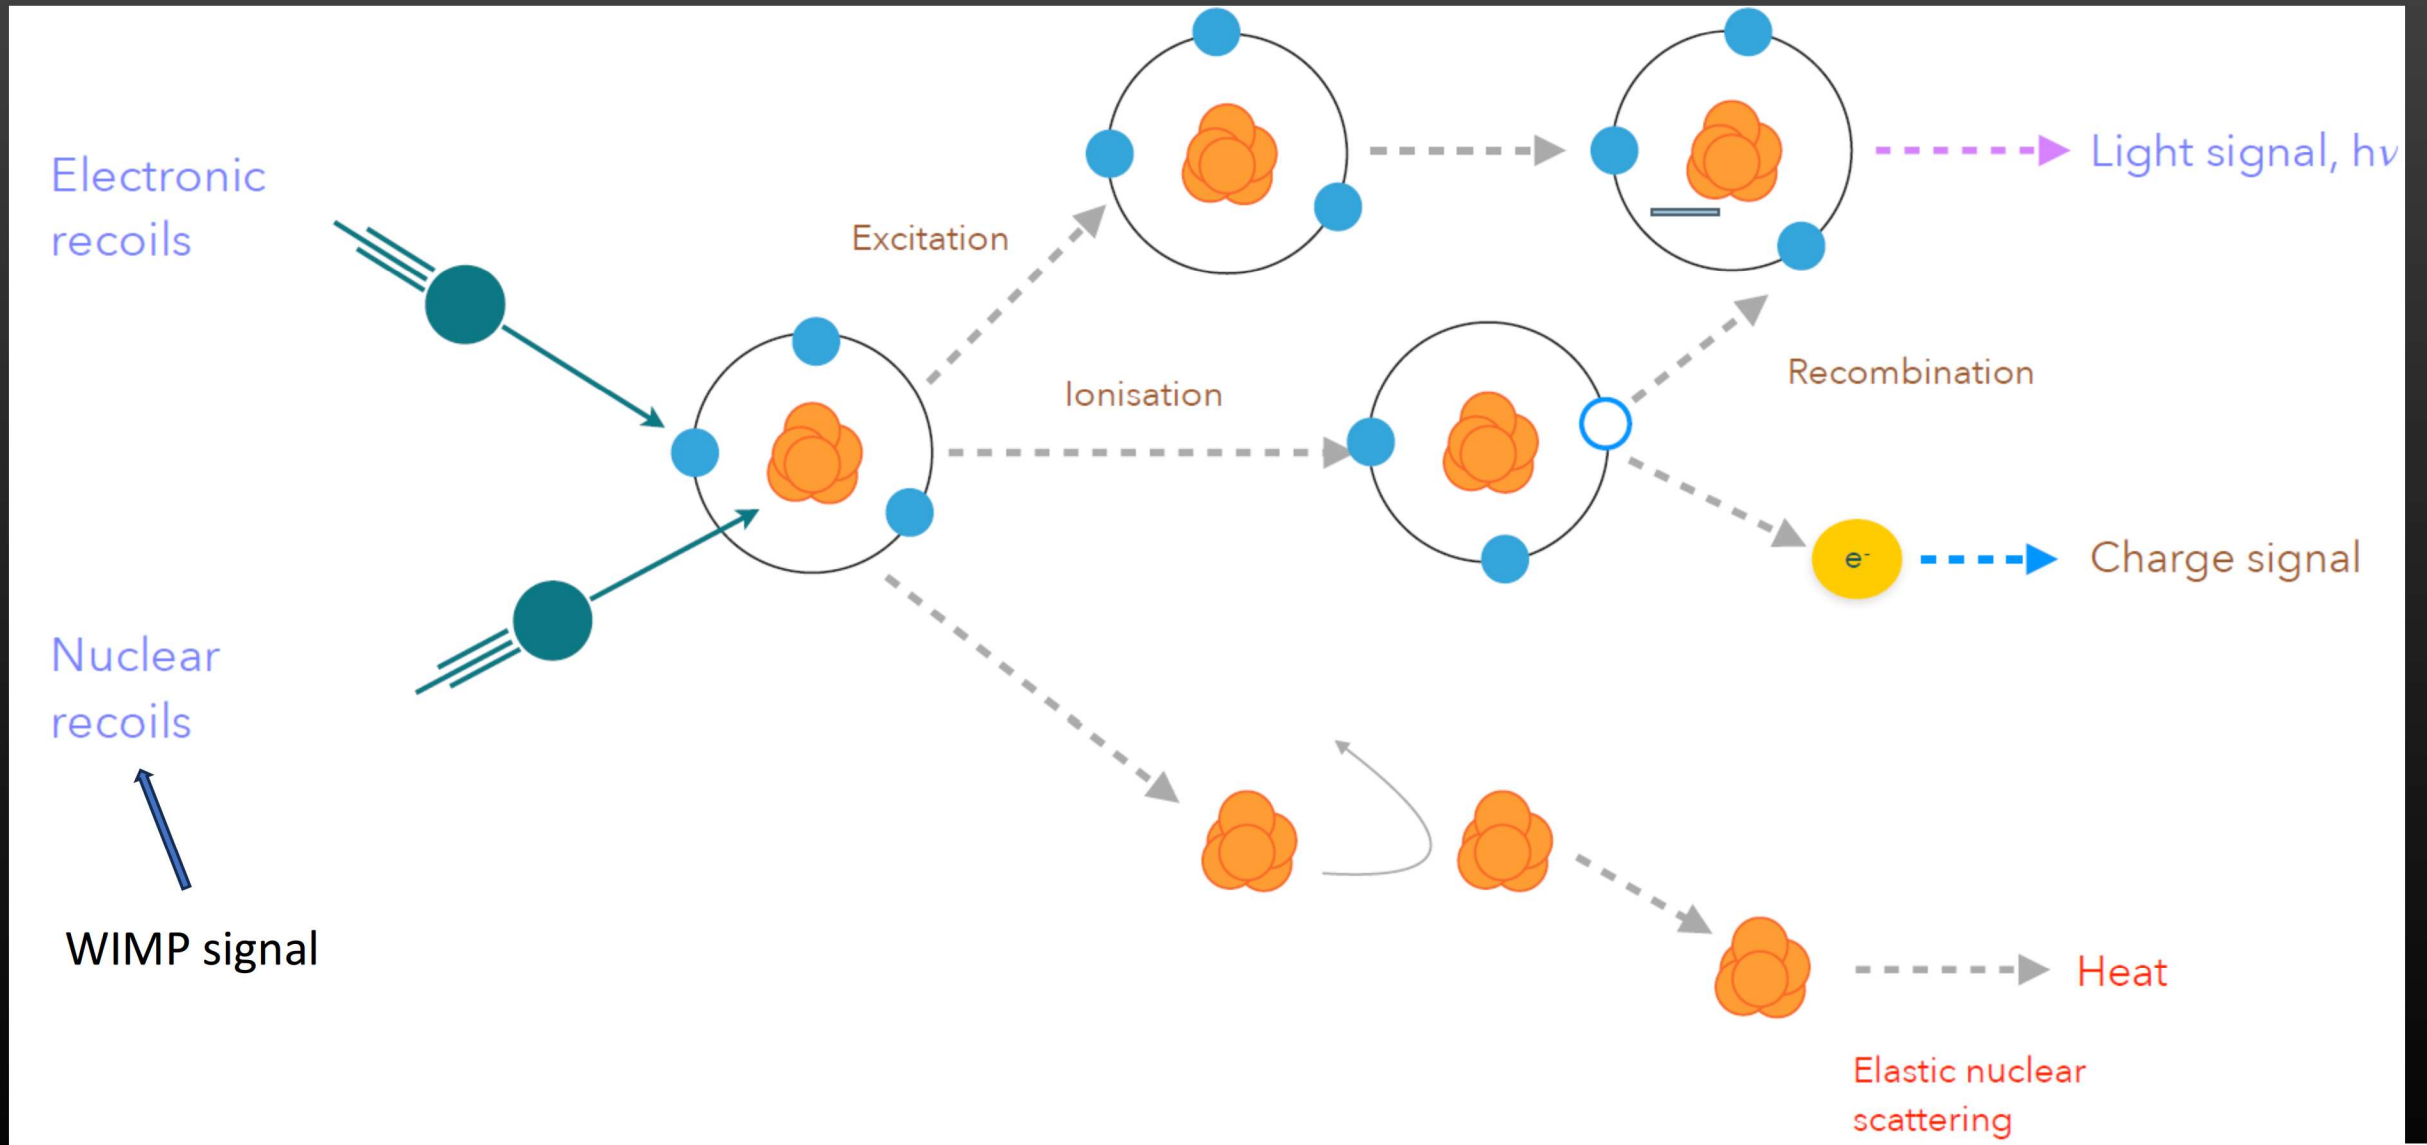 Electronic
recoils
Excitation
Light signal, hν
Ionisation
Recombination
e-
Charge signal
Nuclear
recoils
WIMP signal
Heat
Elastic nuclear
scattering